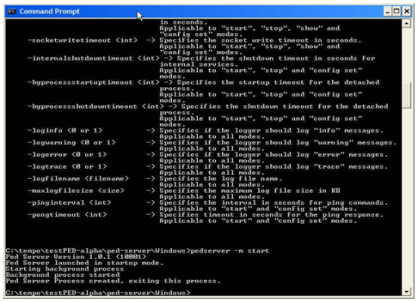 Command Prompt
in seconds.
Applicable to "start", "stop", "show" and
"config set" modes.
-socketwritetimeout <int> -> Specifies the socket write timeout in seconds.
Applicable to "start", "stop", "show" and
"config set" modes.
-internalshutdowntimeout <int> -> Specifies the shutdown timeout in seconds for
internal services.
Applicable to "start", "stop" and "config set"
modes.
-bgprocessstartuptimeout <int> -> Specifies the startup timeout for the detached
process.
Applicable to "start", "stop" and "config set"
modes.
-bgprocessshutdowntimeout <int> -> Specifies the shutdown timeout for the detached
process.
Applicable to "start", "stop" and "config set"
modes.
-loginfo <0 or 1> -> Specifies if the logger should log "info" messages.
Applicable to all modes.
-logwarning <0 or 1> -> Specifies if the logger should log "warning" messages.
Applicable to all modes.
-logerror <0 or 1> -> Specifies if the logger should log "error" messages.
Applicable to all modes.
-logtrace <0 or 1> -> Specifies if the logger should log "trace" messages.
Applicable to all modes.
-logfilename <filename> -> Specifies the log file name.
Applicable to all modes.
-maxlogfilesize <size> -> Specifies the maximum log file size in KB
Applicable to all modes.
-pinginterval <int> -> Specifies the interval in seconds for ping commands.
Applicable to "start" and "config set" modes.
-pongtimeout <int> -> Specifies timeout in seconds for the ping response.
Applicable to "start" and "config set" modes.
C:\tempo\testPED-alpha\ped-server\Windows>pedserver -m start
Ped Server Version 1.0.1 (10001)
Ped Server launched in startup mode.
Starting background process
Background process started
Ped Server Process created, exiting this process.
C:\tempo\testPED-alpha\ped-server\Windows>